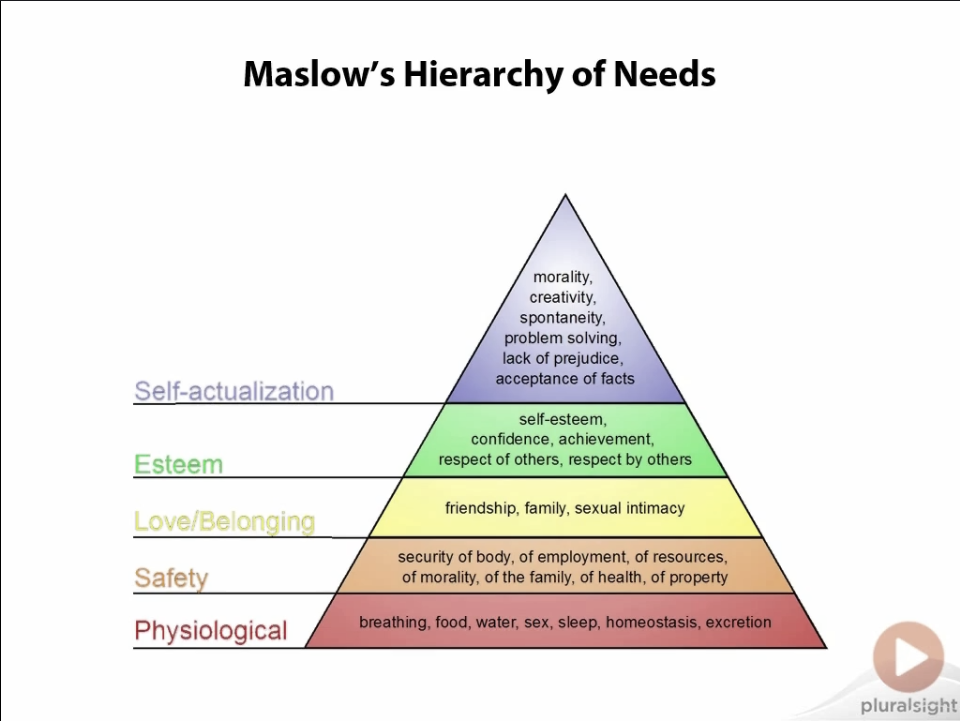 Maslow's Hierarchy of Needs
morality,
creativity,
spontaneity,
problem solving,
lack of prejudice,
acceptance of facts
Self-actualization
self-esteem,
confidence, achievement,
respect of others, respect by others
Esteem
friendship, family, sexual intimacy
Love/Belonging
security of body, of employment, of resources,
of morality, of the family, of health, of property
Safety
breathing, food, water, sex, sleep, homeostasis, excretion
Physiological
pluralsight